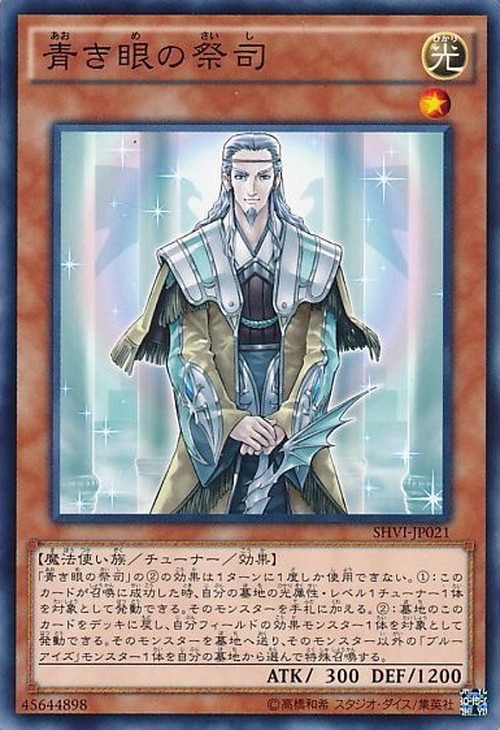 青き眼の祭司
光
SHVI-JP021
【魔法使い族／チューナー／効果】
「青き眼の祭司」の②の効果は1ターンに1度しか使用できない。①：この
カードが召喚に成功した時、自分の墓地の光属性・レベル1チューナー1体
を対象として発動できる。そのモンスターを手札に加える。②：墓地のこの
カードをデッキに戻し、自分フィールドの効果モンスター1体を対象として
発動できる。そのモンスターを墓地へ送り、そのモンスター以外の「ブルー
アイズ」モンスター1体を自分の墓地から選んで特殊召喚する。
ATK/ 300 DEF/1200
45644898
©高橋和希 スタジオ・ダイス/集英社